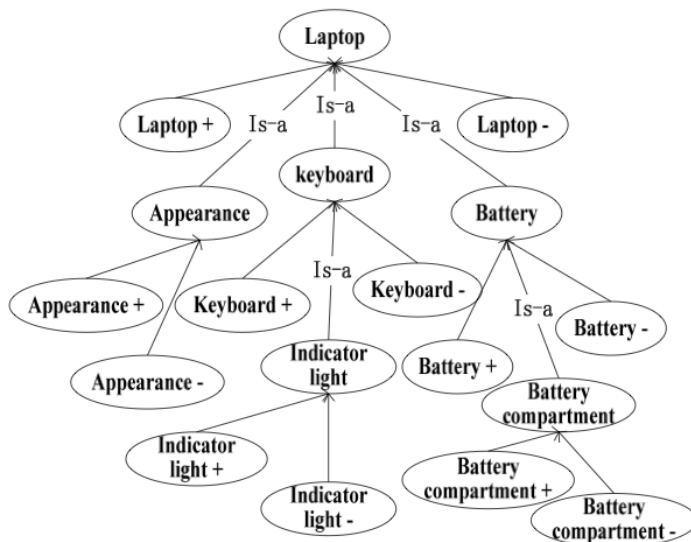 Laptop
Laptop +
Is-a
Is-a
Is-a
Laptop -
keyboard
Appearance
Battery
Appearance +
Keyboard +
Is-a
Keyboard -
Is-a
Battery -
Appearance -
Indicator
light
Battery +
Battery
compartment
Indicator
light +
Battery
compartment +
Indicator
light -
Battery
compartment -